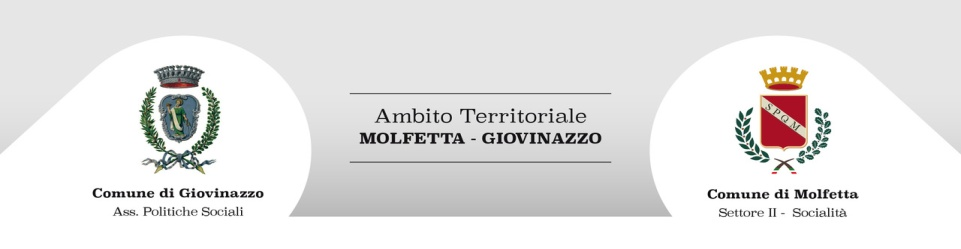 Ambito Territoriale
MOLFETTA - GIOVINAZZO
Comune di Giovinazzo
Ass. Politiche Sociali
SPQM
Comune di Molfetta
Settore II - Socialità